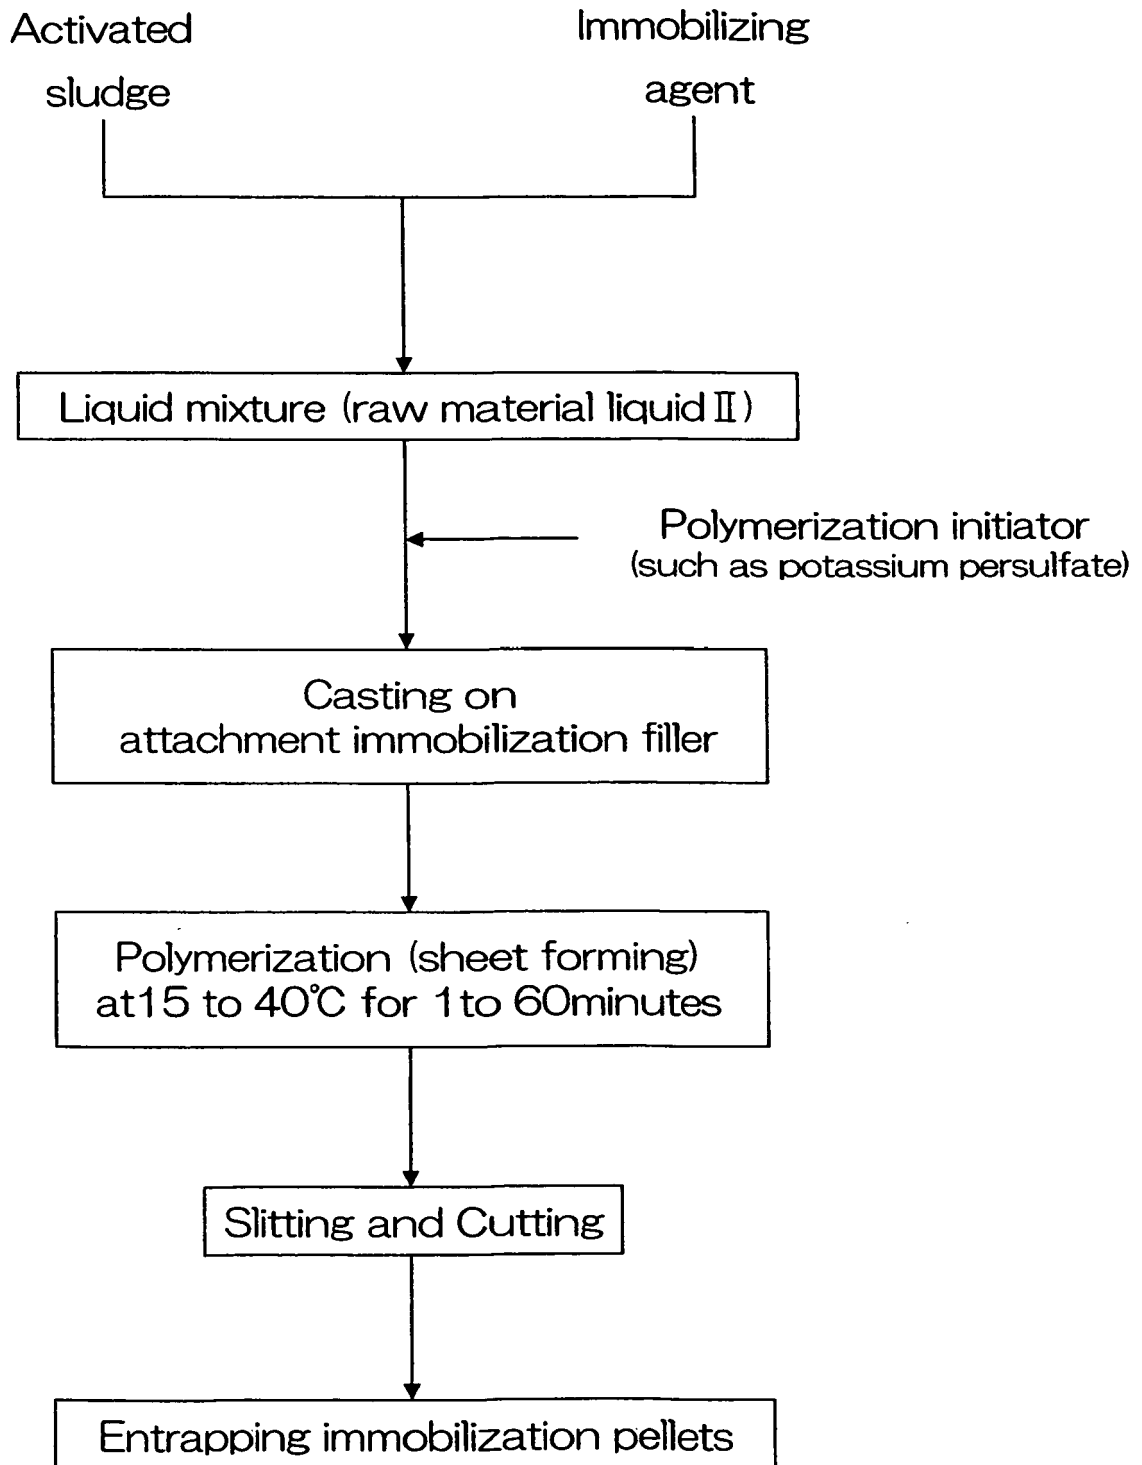 Activated
sludge
Immobilizing
agent
Liquid mixture (raw material liquid Ⅱ)
Polymerization initiator
(such as potassium persulfate)
Casting on
attachment immobilization filler
Polymerization (sheet forming)
at15 to 40℃ for 1to 60minutes
Slitting and Cutting
Entrapping immobilization pellets